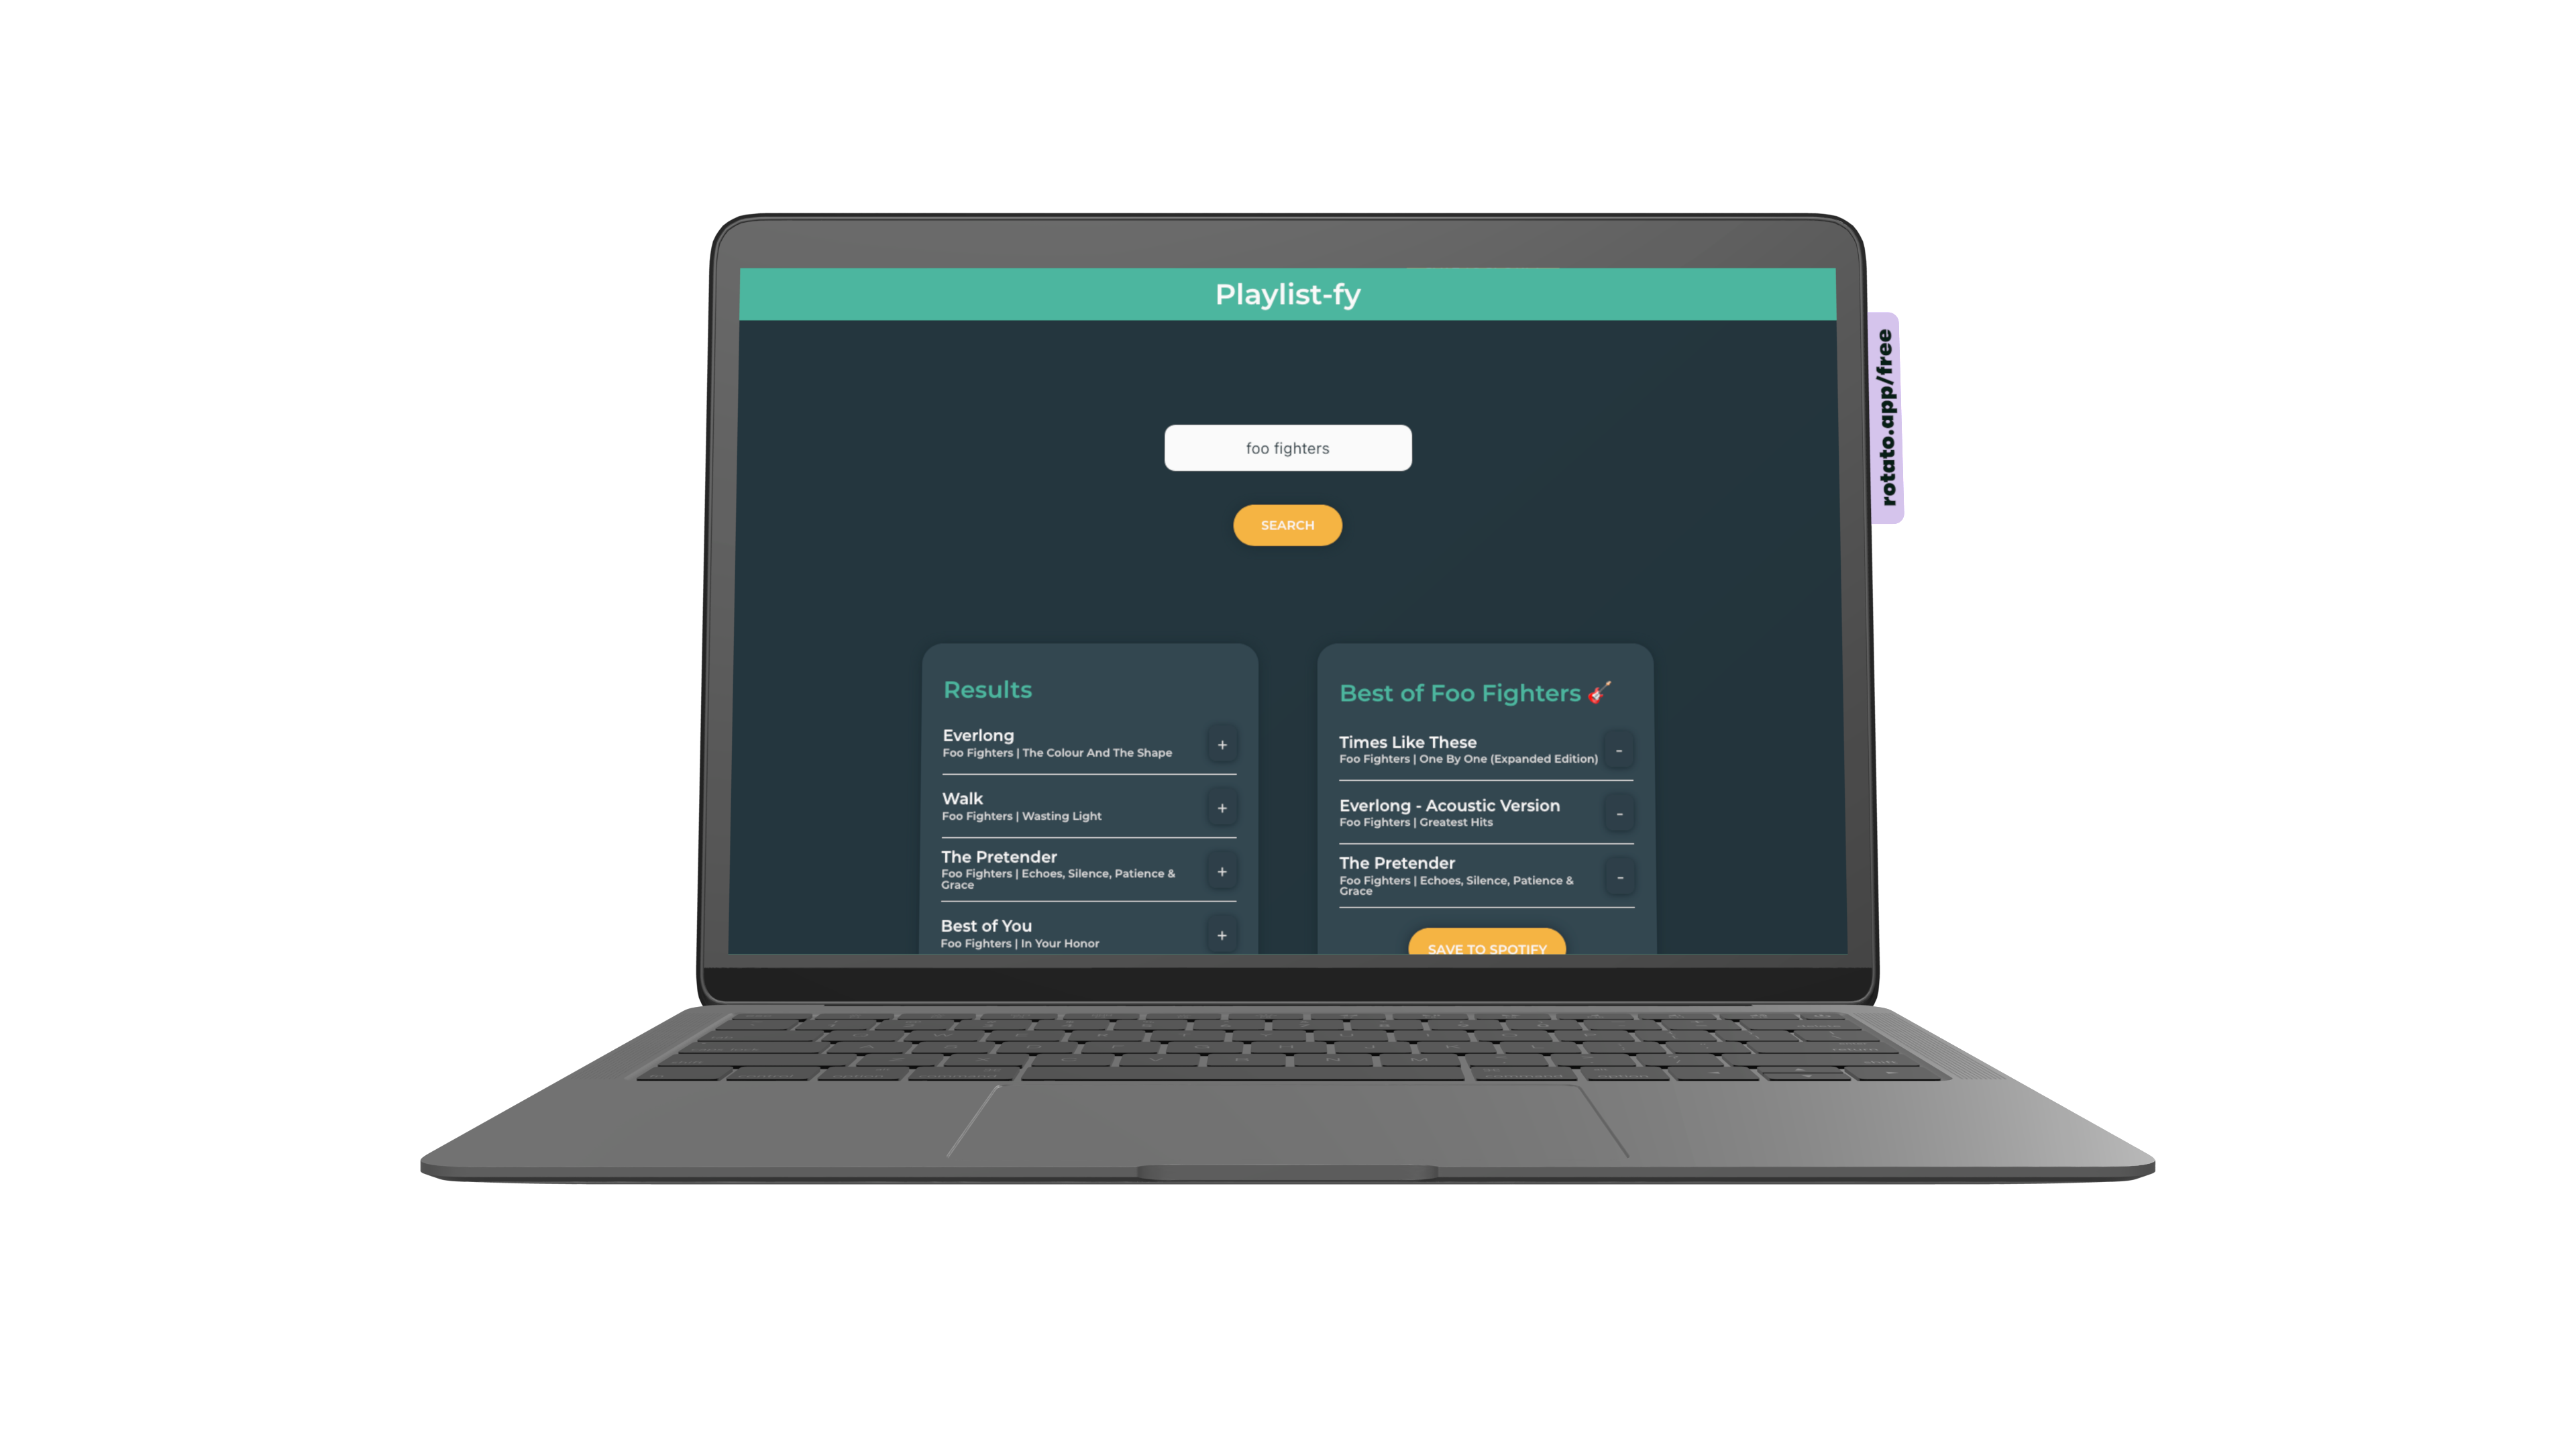 Playlist-fy
rotato.app/free
foo fighters
SEARCH
Results
Everlong
Foo Fighters | The Colour And The Shape
+
Walk
Foo Fighters | Wasting Light
+
The Pretender
Foo Fighters | Echoes, Silence, Patience &
Grace
+
Best of You
Foo Fighters | In Your Honor
+
Best of Foo Fighters 🎸
Times Like These
Foo Fighters | One By One (Expanded Edition)
-
Everlong - Acoustic Version
Foo Fighters | Greatest Hits
-
The Pretender
Foo Fighters | Echoes, Silence, Patience &
Grace
-
SAVE TO SPOTIFY